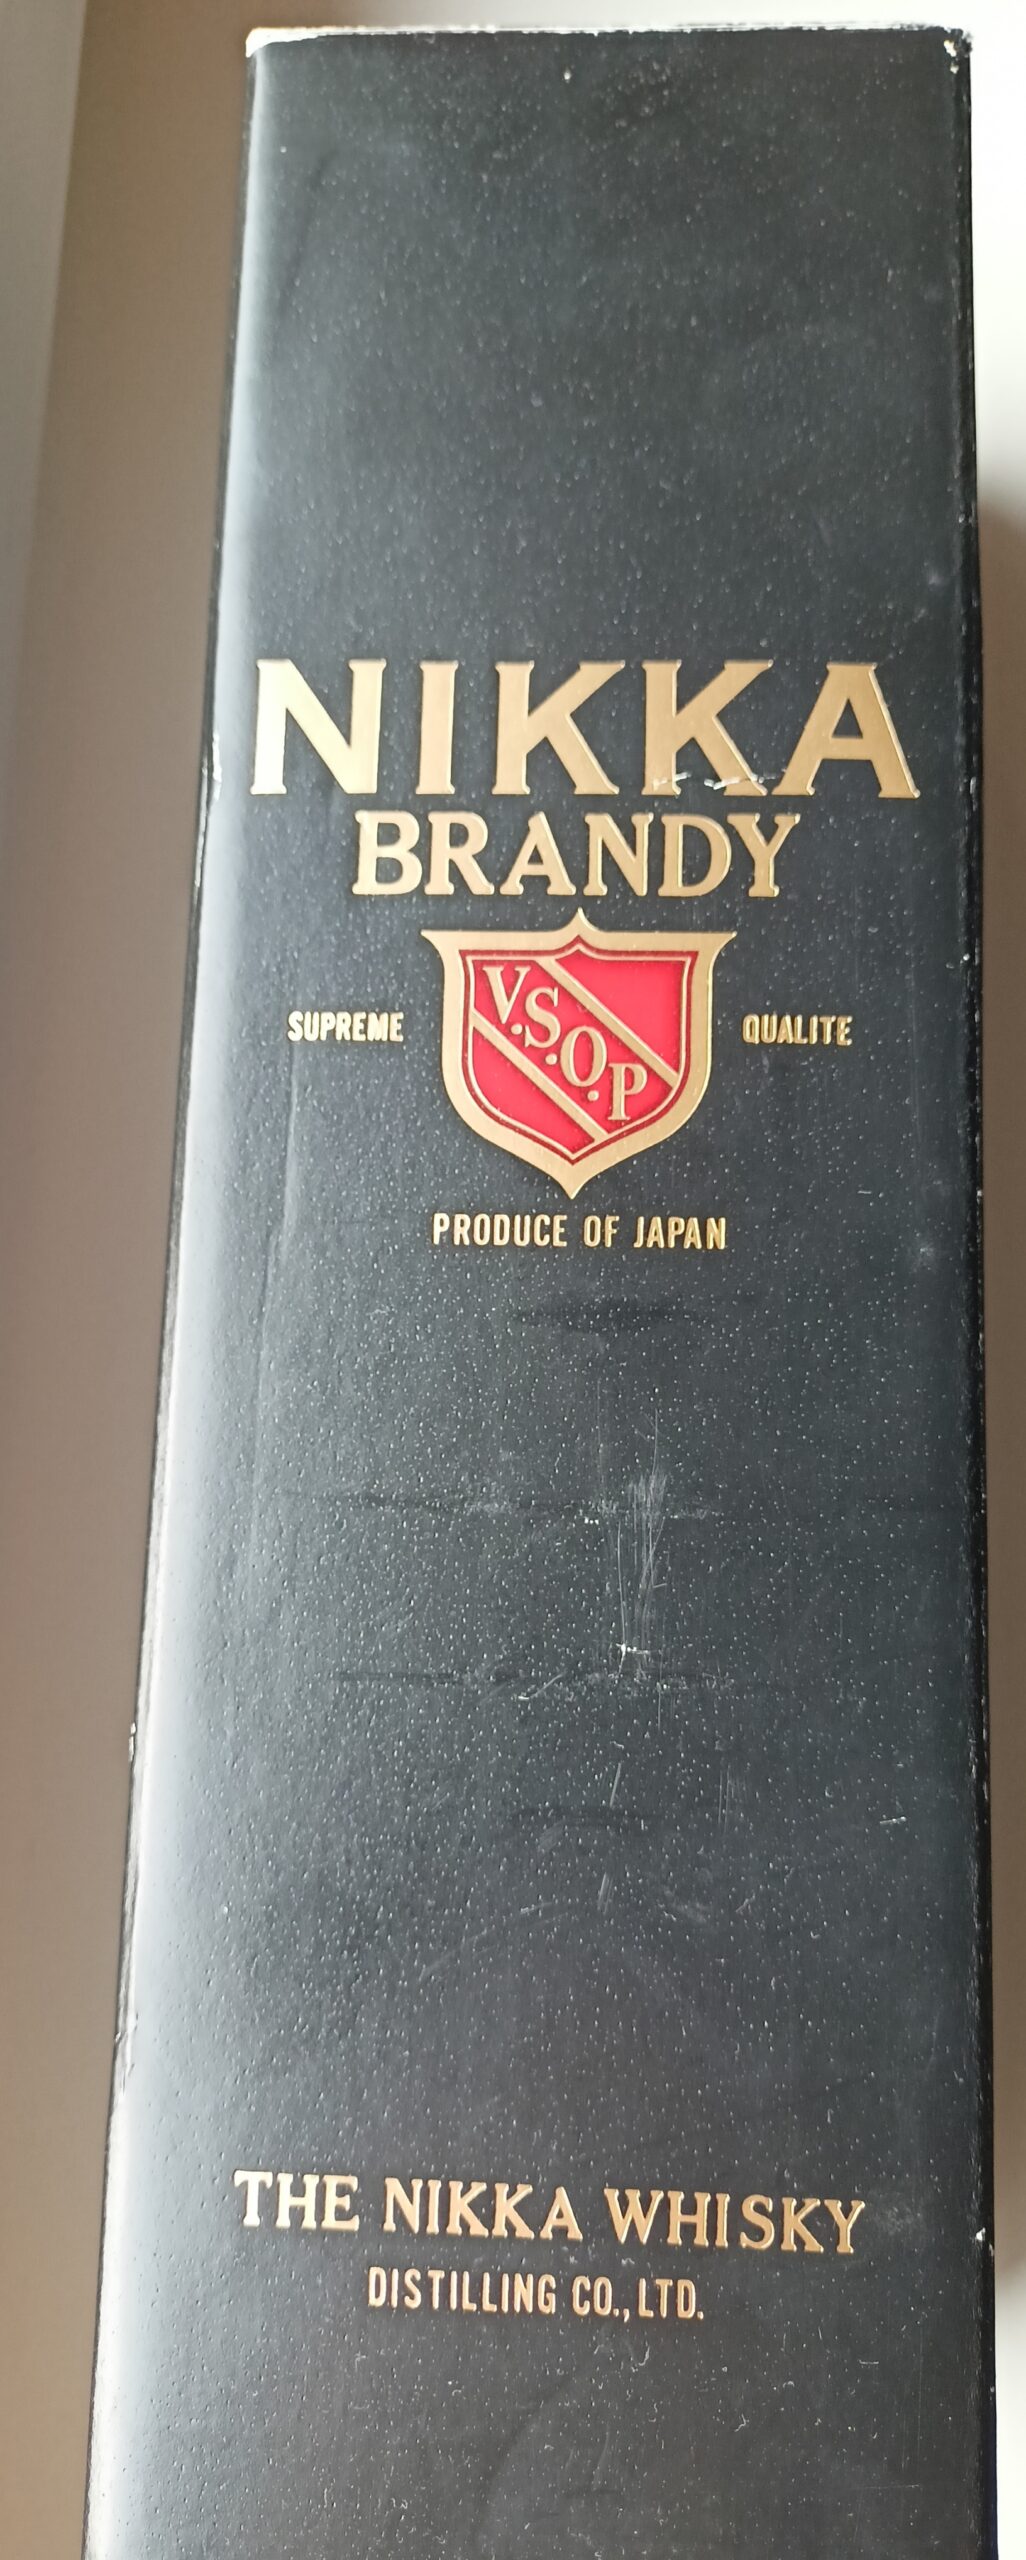 NIKKA
BRANDY
V.S.O.P
SUPREME QUALITE
PRODUCE OF JAPAN
THE NIKKA WHISKY
DISTILLING CO.,LTD.